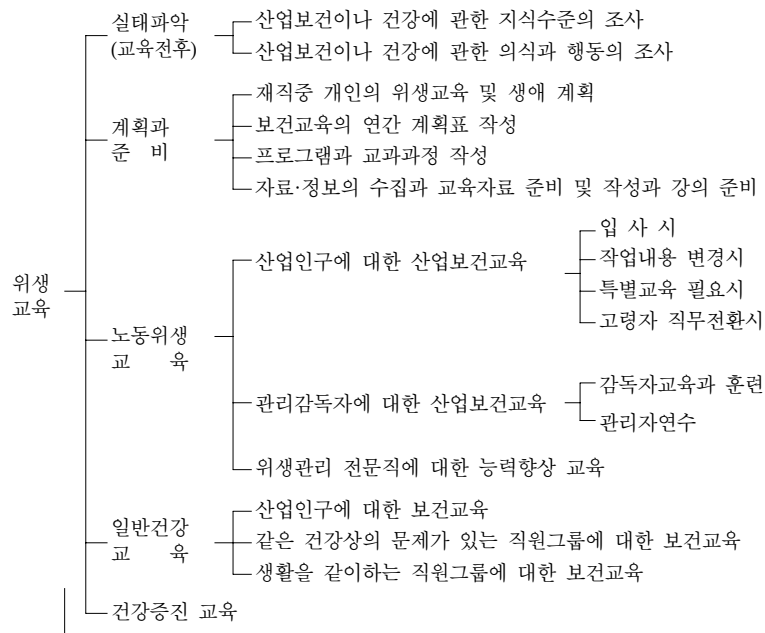 실태파악
(교육전후)
산업보건이나 건강에 관한 지식수준의 조사
산업보건이나 건강에 관한 의식과 행동의 조사
계획과
준 비
재직중 개인의 위생교육 및 생애 계획
보건교육의 연간 계획표 작성
프로그램과 교과과정 작성
자료·정보의 수집과 교육자료 준비 및 작성과 강의 준비
위생
교육
노동위생
교 육
산업인구에 대한 산업보건교육
입 사 시
작업내용 변경시
특별교육 필요시
고령자 직무전환시
관리감독자에 대한 산업보건교육
감독자교육과 훈련
관리자연수
위생관리 전문직에 대한 능력향상 교육
일반건강
교 육
산업인구에 대한 보건교육
같은 건강상의 문제가 있는 직원그룹에 대한 보건교육
생활을 같이하는 직원그룹에 대한 보건교육
건강증진 교육